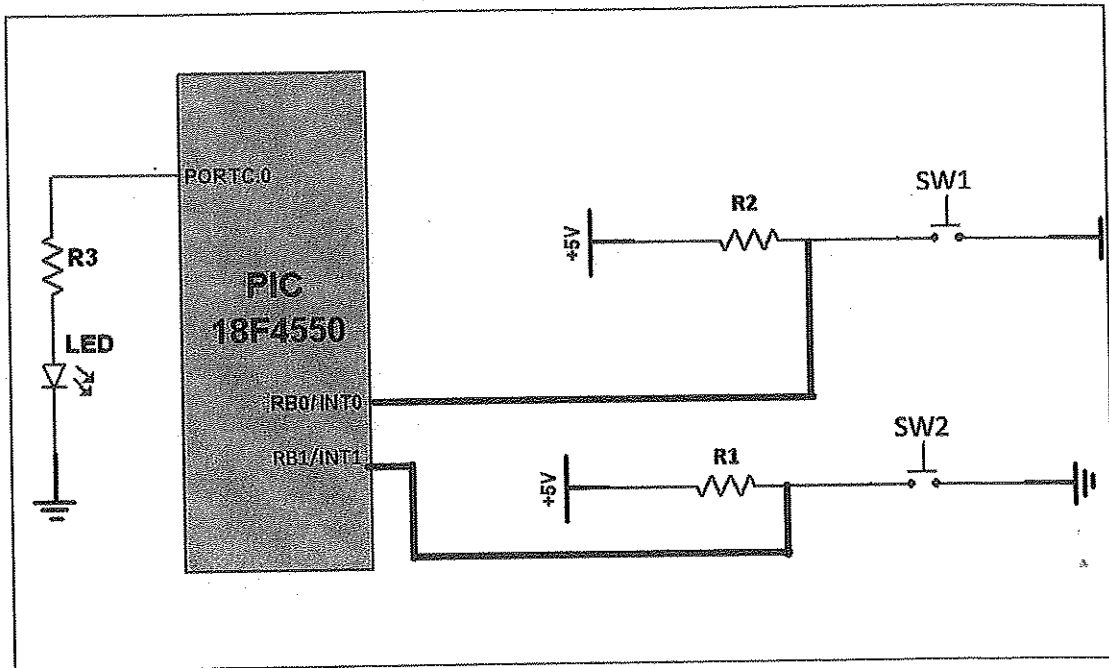 PORTC.0
SW1
R2
+5V
R3
PIC
18F4550
LED
RB0/INT0
SW2
RB1/INT1
R1
+5V